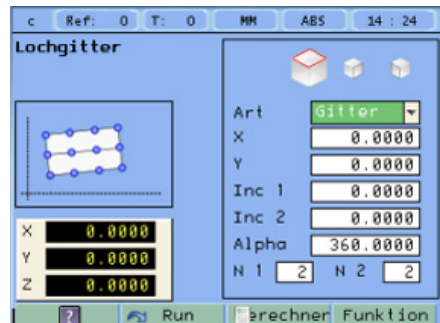 c Ref: 0 T: 0 MM ABS 14 : 24
Lochgitter
Art Gitter
X 0.0000
Y 0.0000
Inc 1 0.0000
Inc 2 0.0000
Alpha 360.0000
N 1 2 N 2 2
X 0.0000
Y 0.0000
Z 0.0000
? Run erechner Funktion